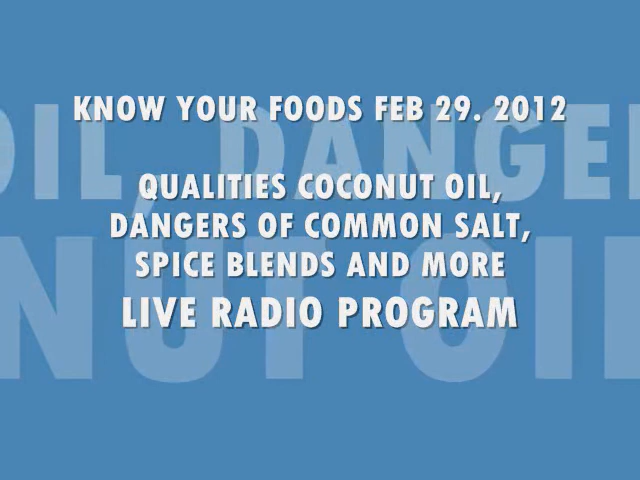 KNOW YOUR FOODS FEB 29. 2012
QUALITIES COCONUT OIL,
DANGERS OF COMMON SALT,
SPICE BLENDS AND MORE
LIVE RADIO PROGRAM